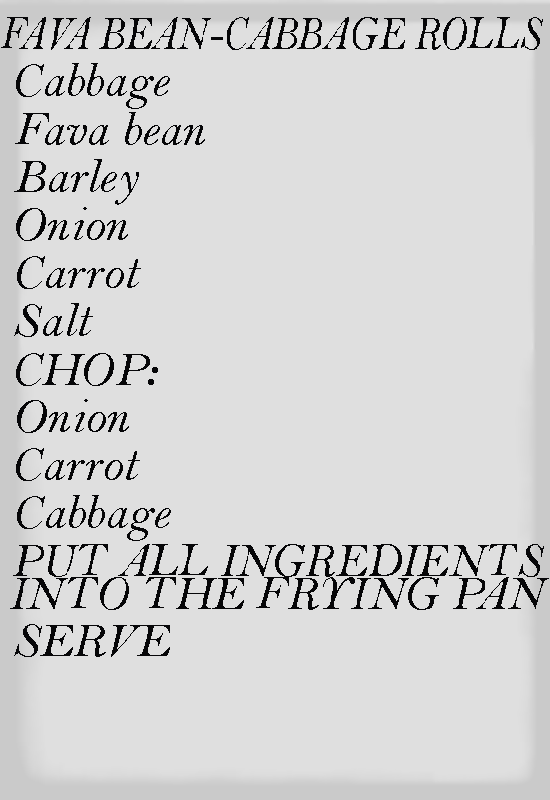 FAVA BEAN-CABBAGE ROLLS
Cabbage
Fava bean
Barley
Onion
Carrot
Salt
CHOP:
Onion
Carrot
Cabbage
PUT ALL INGREDIENTS
INTO THE FRYING PAN
SERVE